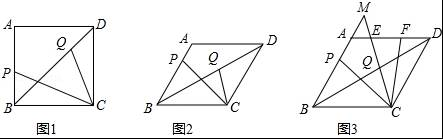 A D Q P B C
A D P Q B C
M A E F D P Q B C
图1 图2 图3